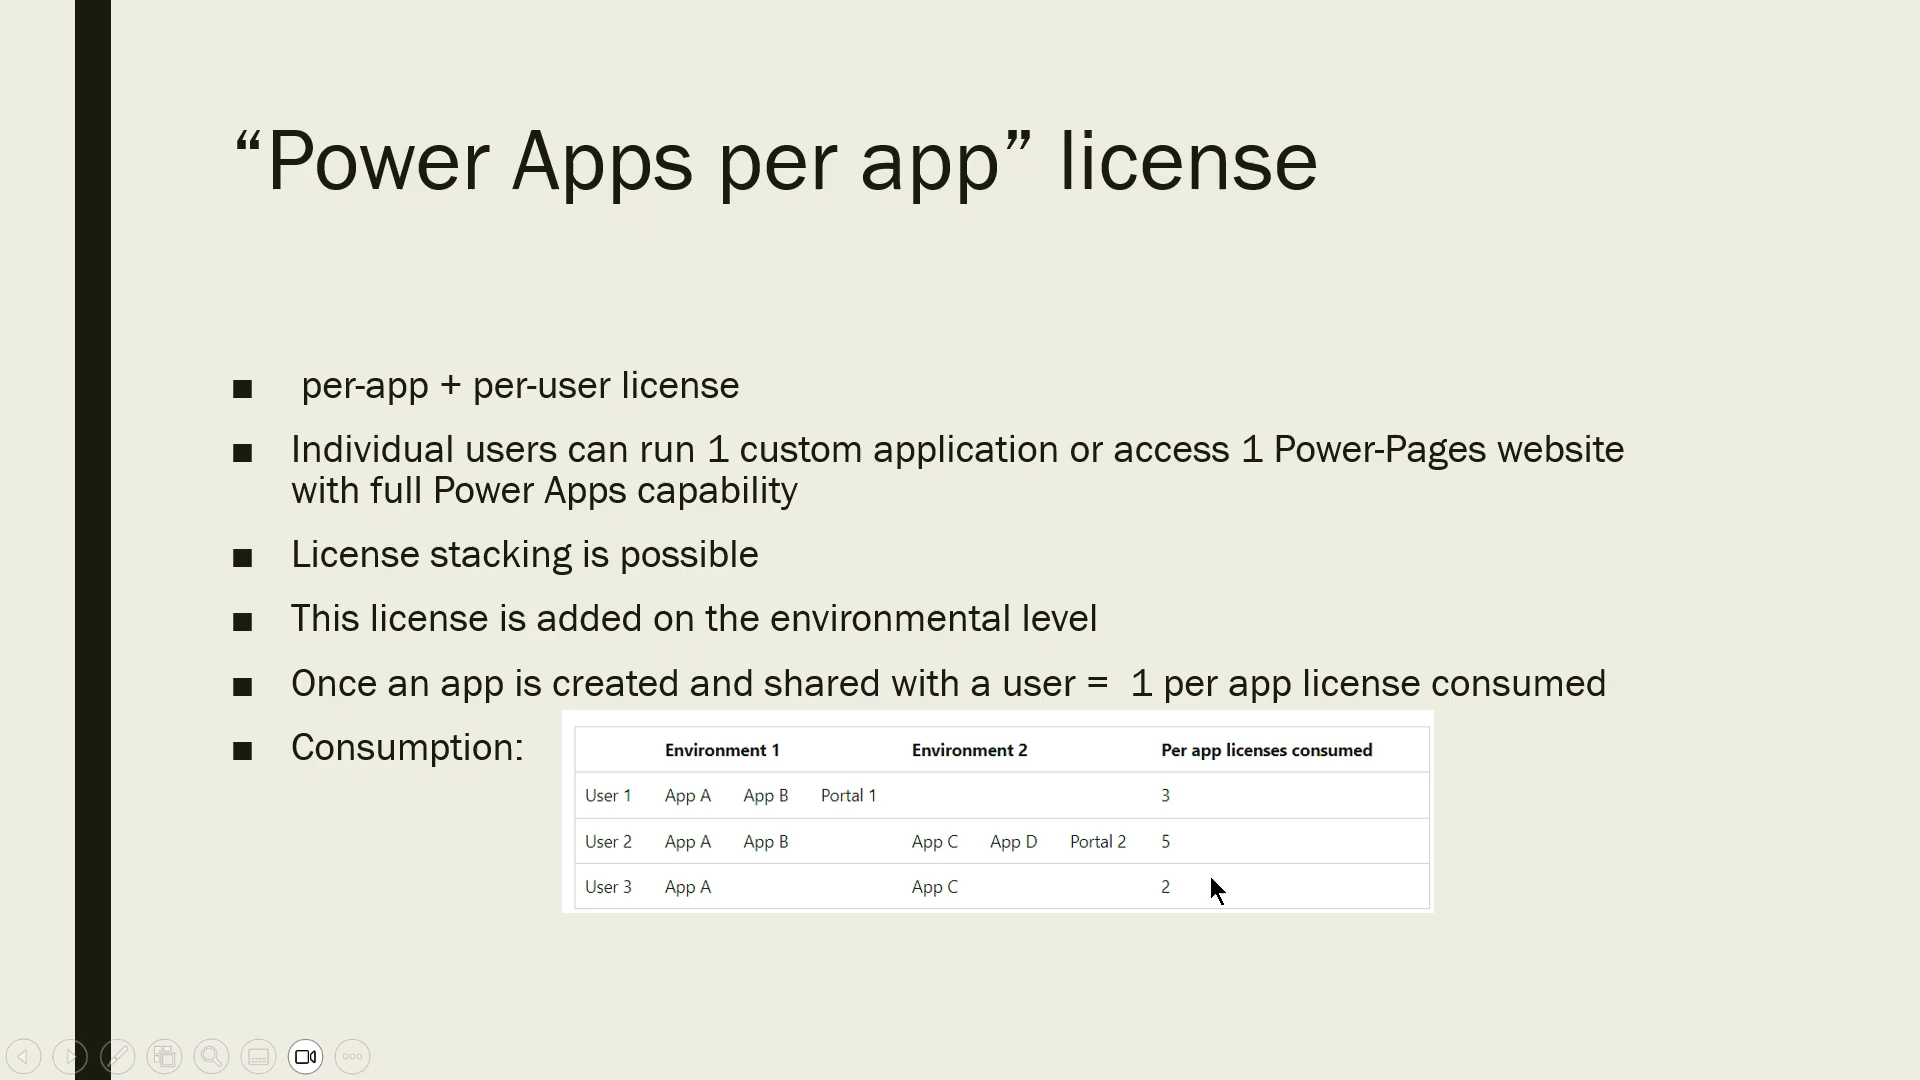 “Power Apps per app” license
■ per-app + per-user license
■ Individual users can run 1 custom application or access 1 Power-Pages website
with full Power Apps capability
■ License stacking is possible
■ This license is added on the environmental level
■ Once an app is created and shared with a user = 1 per app license consumed
■ Consumption:
Environment 1 Environment 2 Per app licenses consumed
User 1 App A App B Portal 1 3
User 2 App A App B App C App D Portal 2 5
User 3 App A App C 2